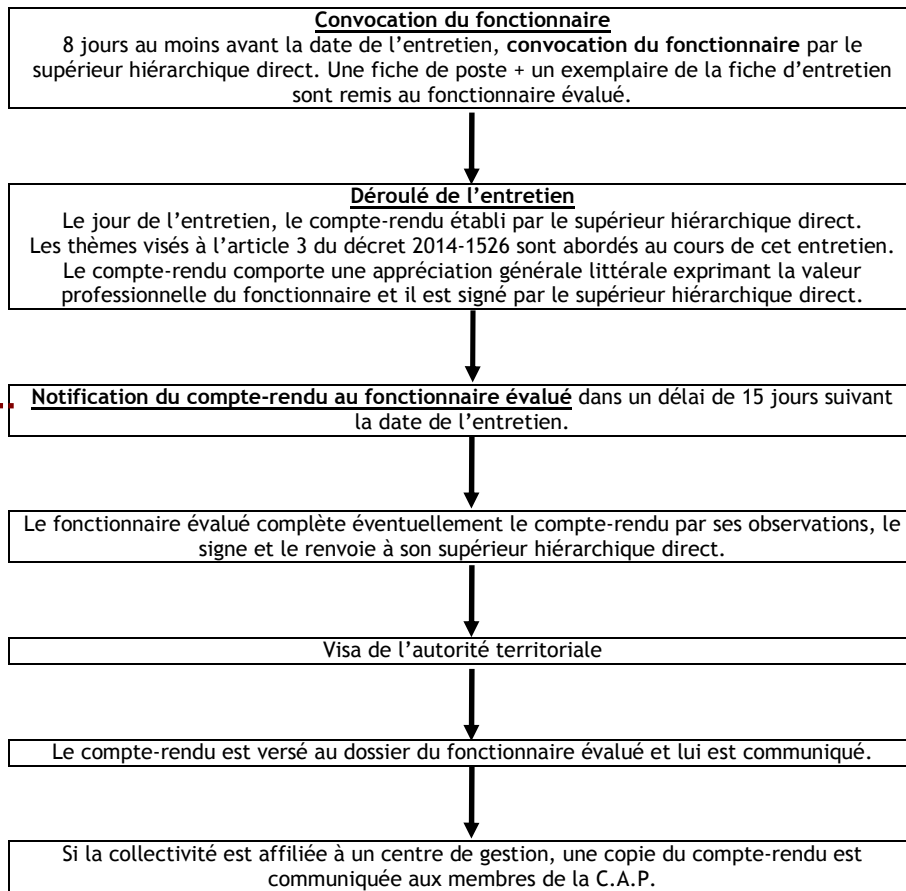 Convocation du fonctionnaire
8 jours au moins avant la date de l’entretien, convocation du fonctionnaire par le
supérieur hiérarchique direct. Une fiche de poste + un exemplaire de la fiche d’entretien
sont remis au fonctionnaire évalué.
Déroulé de l’entretien
Le jour de l’entretien, le compte-rendu établi par le supérieur hiérarchique direct.
Les thèmes visés à l’article 3 du décret 2014-1526 sont abordés au cours de cet entretien.
Le compte-rendu comporte une appréciation générale littérale exprimant la valeur
professionnelle du fonctionnaire et il est signé par le supérieur hiérarchique direct.
Notification du compte-rendu au fonctionnaire évalué dans un délai de 15 jours suivant
la date de l’entretien.
Le fonctionnaire évalué complète éventuellement le compte-rendu par ses observations, le
signe et le renvoie à son supérieur hiérarchique direct.
Visa de l’autorité territoriale
Le compte-rendu est versé au dossier du fonctionnaire évalué et lui est communiqué.
Si la collectivité est affiliée à un centre de gestion, une copie du compte-rendu est
communiquée aux membres de la C.A.P.